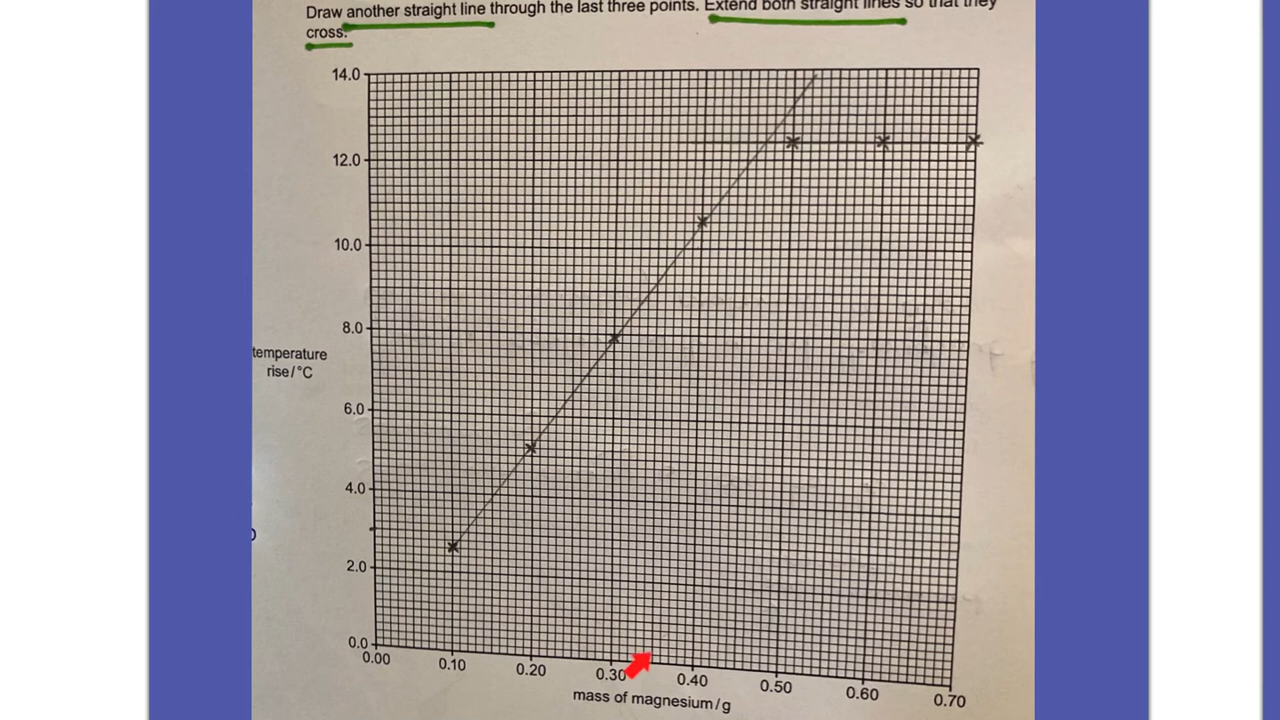 Draw another straight line through the last three points. Extend both straight lines so that they
cross.
14.0
12.0
10.0
8.0
temperature
rise/°C
6.0
4.0
2.0
0.0
0.00 0.10 0.20 0.30 0.40 0.50 0.60 0.70
mass of magnesium/g